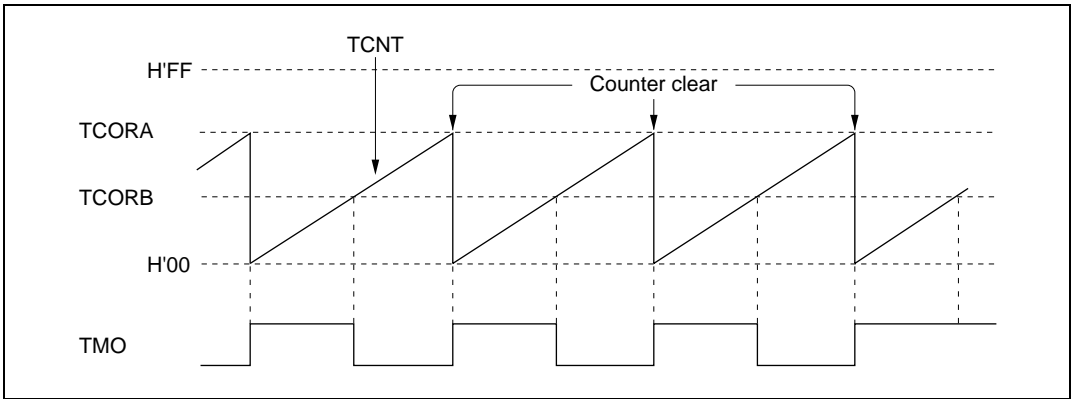 TCNT
H'FF
Counter clear
TCORA
TCORB
H'00
TMO